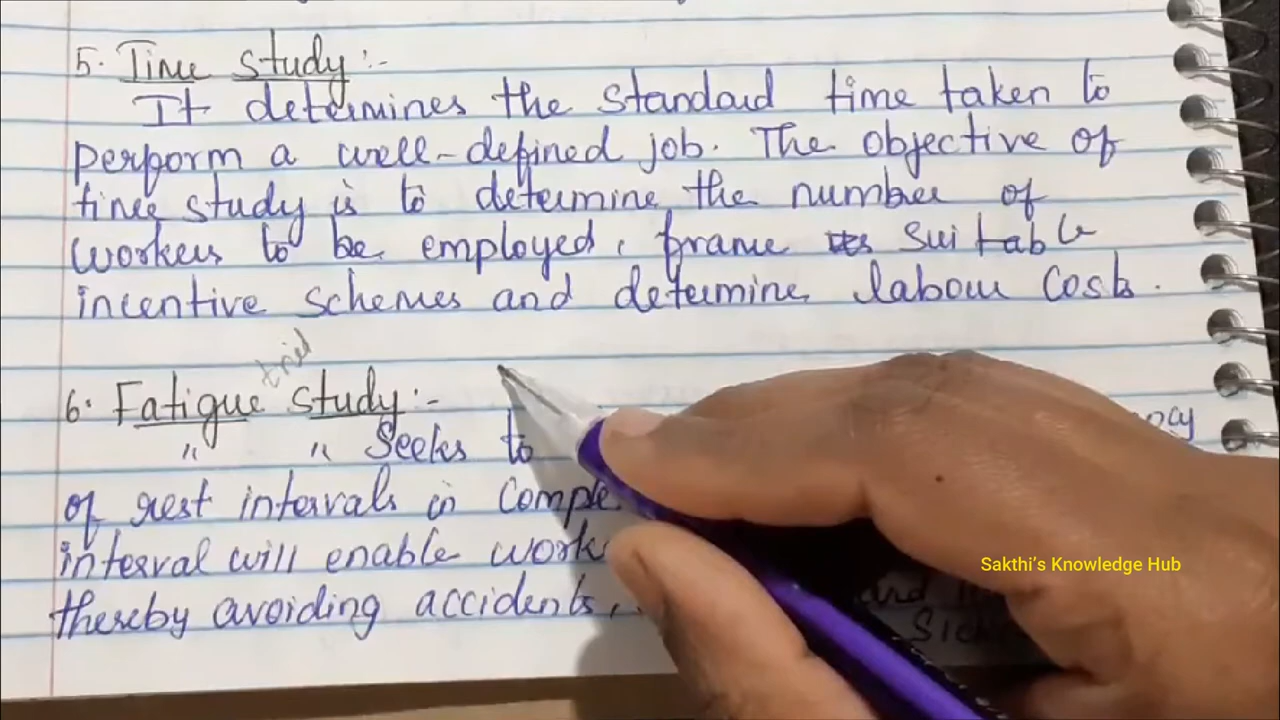 5. Time study :-
It determines the standard time taken to
perform a well-defined job. The objective of
time study is to determine the number of
workers to be employed, frame suitable
incentive schemes and determine labour costs.
tried
6. Fatigue study :-
" " Seeks to
of rest intervals in Comple
interval will enable work
thereby avoiding accidents,
Sakthi's Knowledge Hub